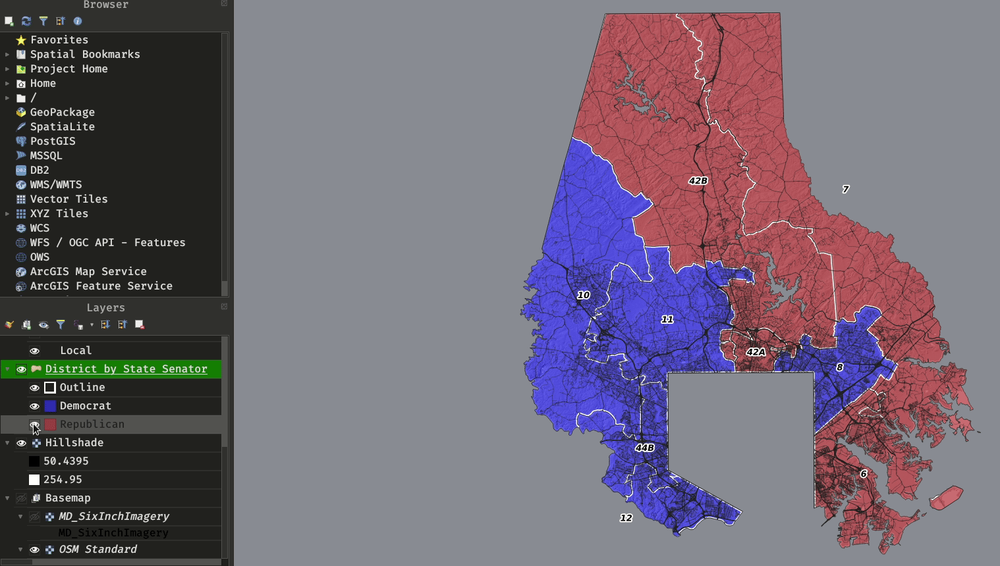 Browser
Favorites
Spatial Bookmarks
Project Home
Home
/
GeoPackage
SpatiaLite
PostGIS
MSSQL
DB2 DB2
WMS/WMTS
Vector Tiles
XYZ Tiles
WCS
WFS / OGC API - Features
OWS
ArcGIS Map Service
ArcGIS Feature Service
Layers
Local
District by State Senator
Outline
Democrat
Republican
Hillshade
50.4395
254.95
Basemap
MD_SixInchImagery
MD_SixInchImagery
OSM Standard
42B
7
10
11
42A
8
44B
6
12